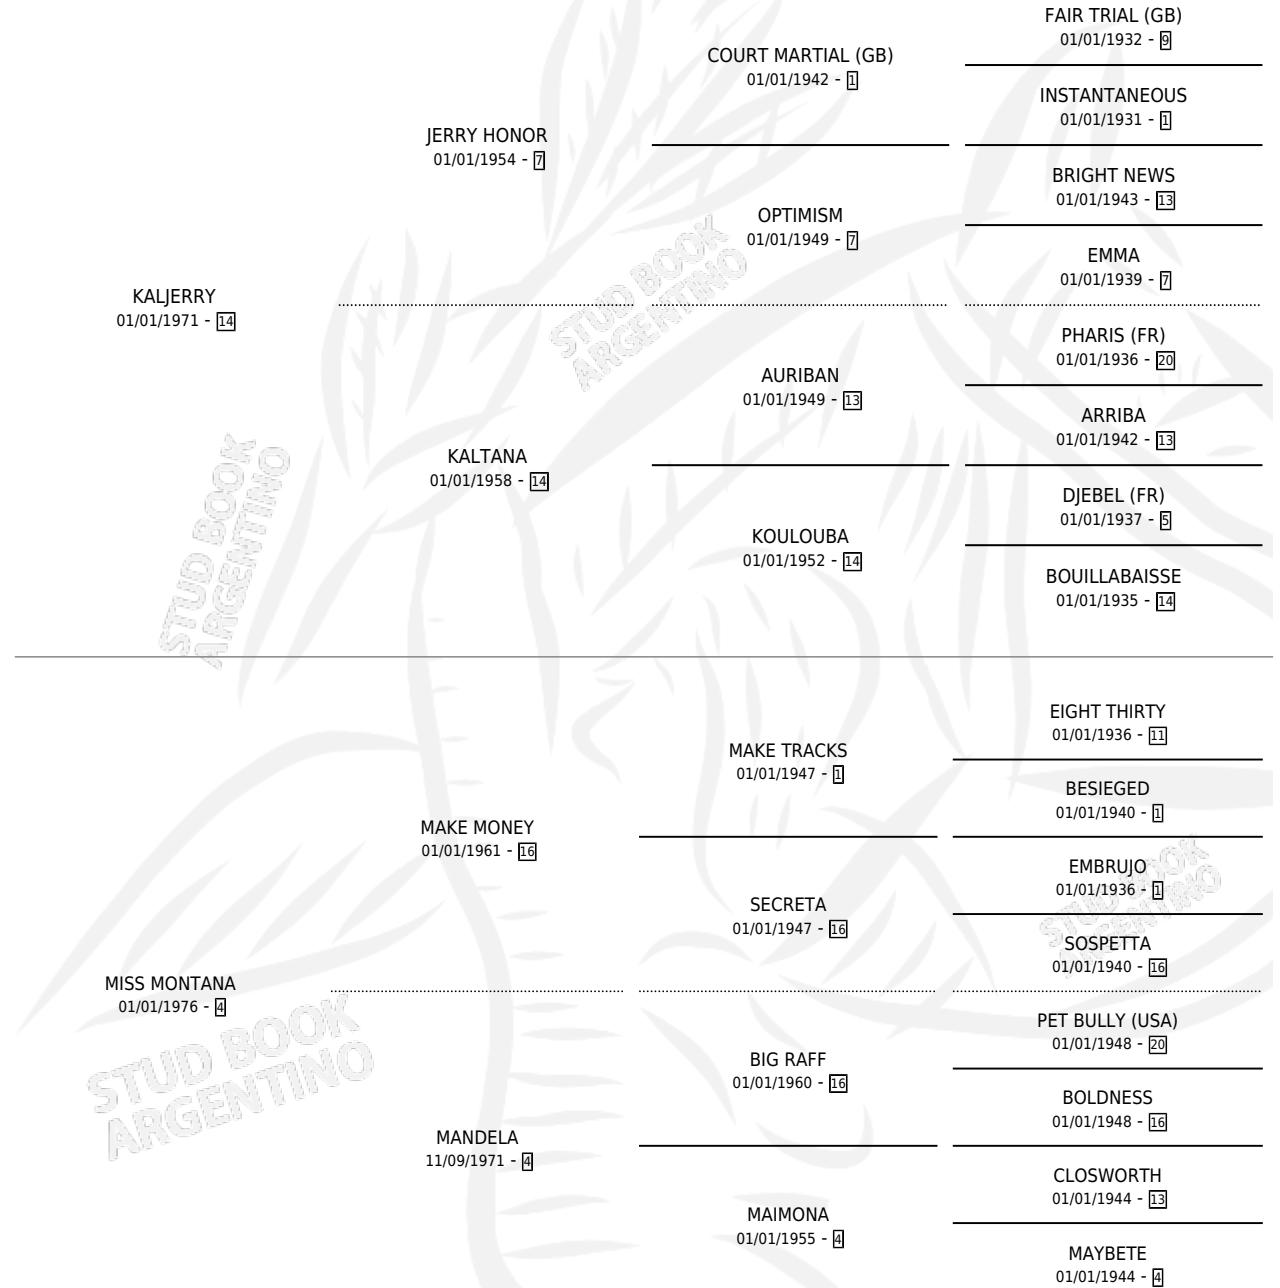 FAIR TRIAL (GB)
01/01/1932 - 9
COURT MARTIAL (GB)
01/01/1942 - 1
INSTANTANEOUS
01/01/1931 - 1
JERRY HONOR
01/01/1954 - 7
BRIGHT NEWS
01/01/1943 - 13
OPTIMISM
01/01/1949 - 7
EMMA
01/01/1939 - 7
KALJERRY
01/01/1971 - 14
PHARIS (FR)
01/01/1936 - 20
AURIBAN
01/01/1949 - 13
ARRIBA
01/01/1942 - 13
KALTANA
01/01/1958 - 14
DJEBEL (FR)
01/01/1937 - 5
KOULOUBA
01/01/1952 - 14
BOUILLABAISSE
01/01/1935 - 14
EIGHT THIRTY
01/01/1936 - 11
MAKE TRACKS
01/01/1947 - 1
BESIEGED
01/01/1940 - 1
MAKE MONEY
01/01/1961 - 16
EMBRUJO
01/01/1936 - 1
SECRETA
01/01/1947 - 16
SOSPETTA
01/01/1940 - 16
MISS MONTANA
01/01/1976 - 4
PET BULLY (USA)
01/01/1948 - 20
BIG RAFF
01/01/1960 - 16
BOLDNESS
01/01/1948 - 16
MANDELA
11/09/1971 - 4
CLOSWORTH
01/01/1944 - 13
MAIMONA
01/01/1955 - 4
MAYBETE
01/01/1944 - 4
STUD BOOK
ARGENTINO
STUD BOOK
ARGENTINO
STUD BOOK
ARGENTINO
STUD BOOK
ARGENTINO